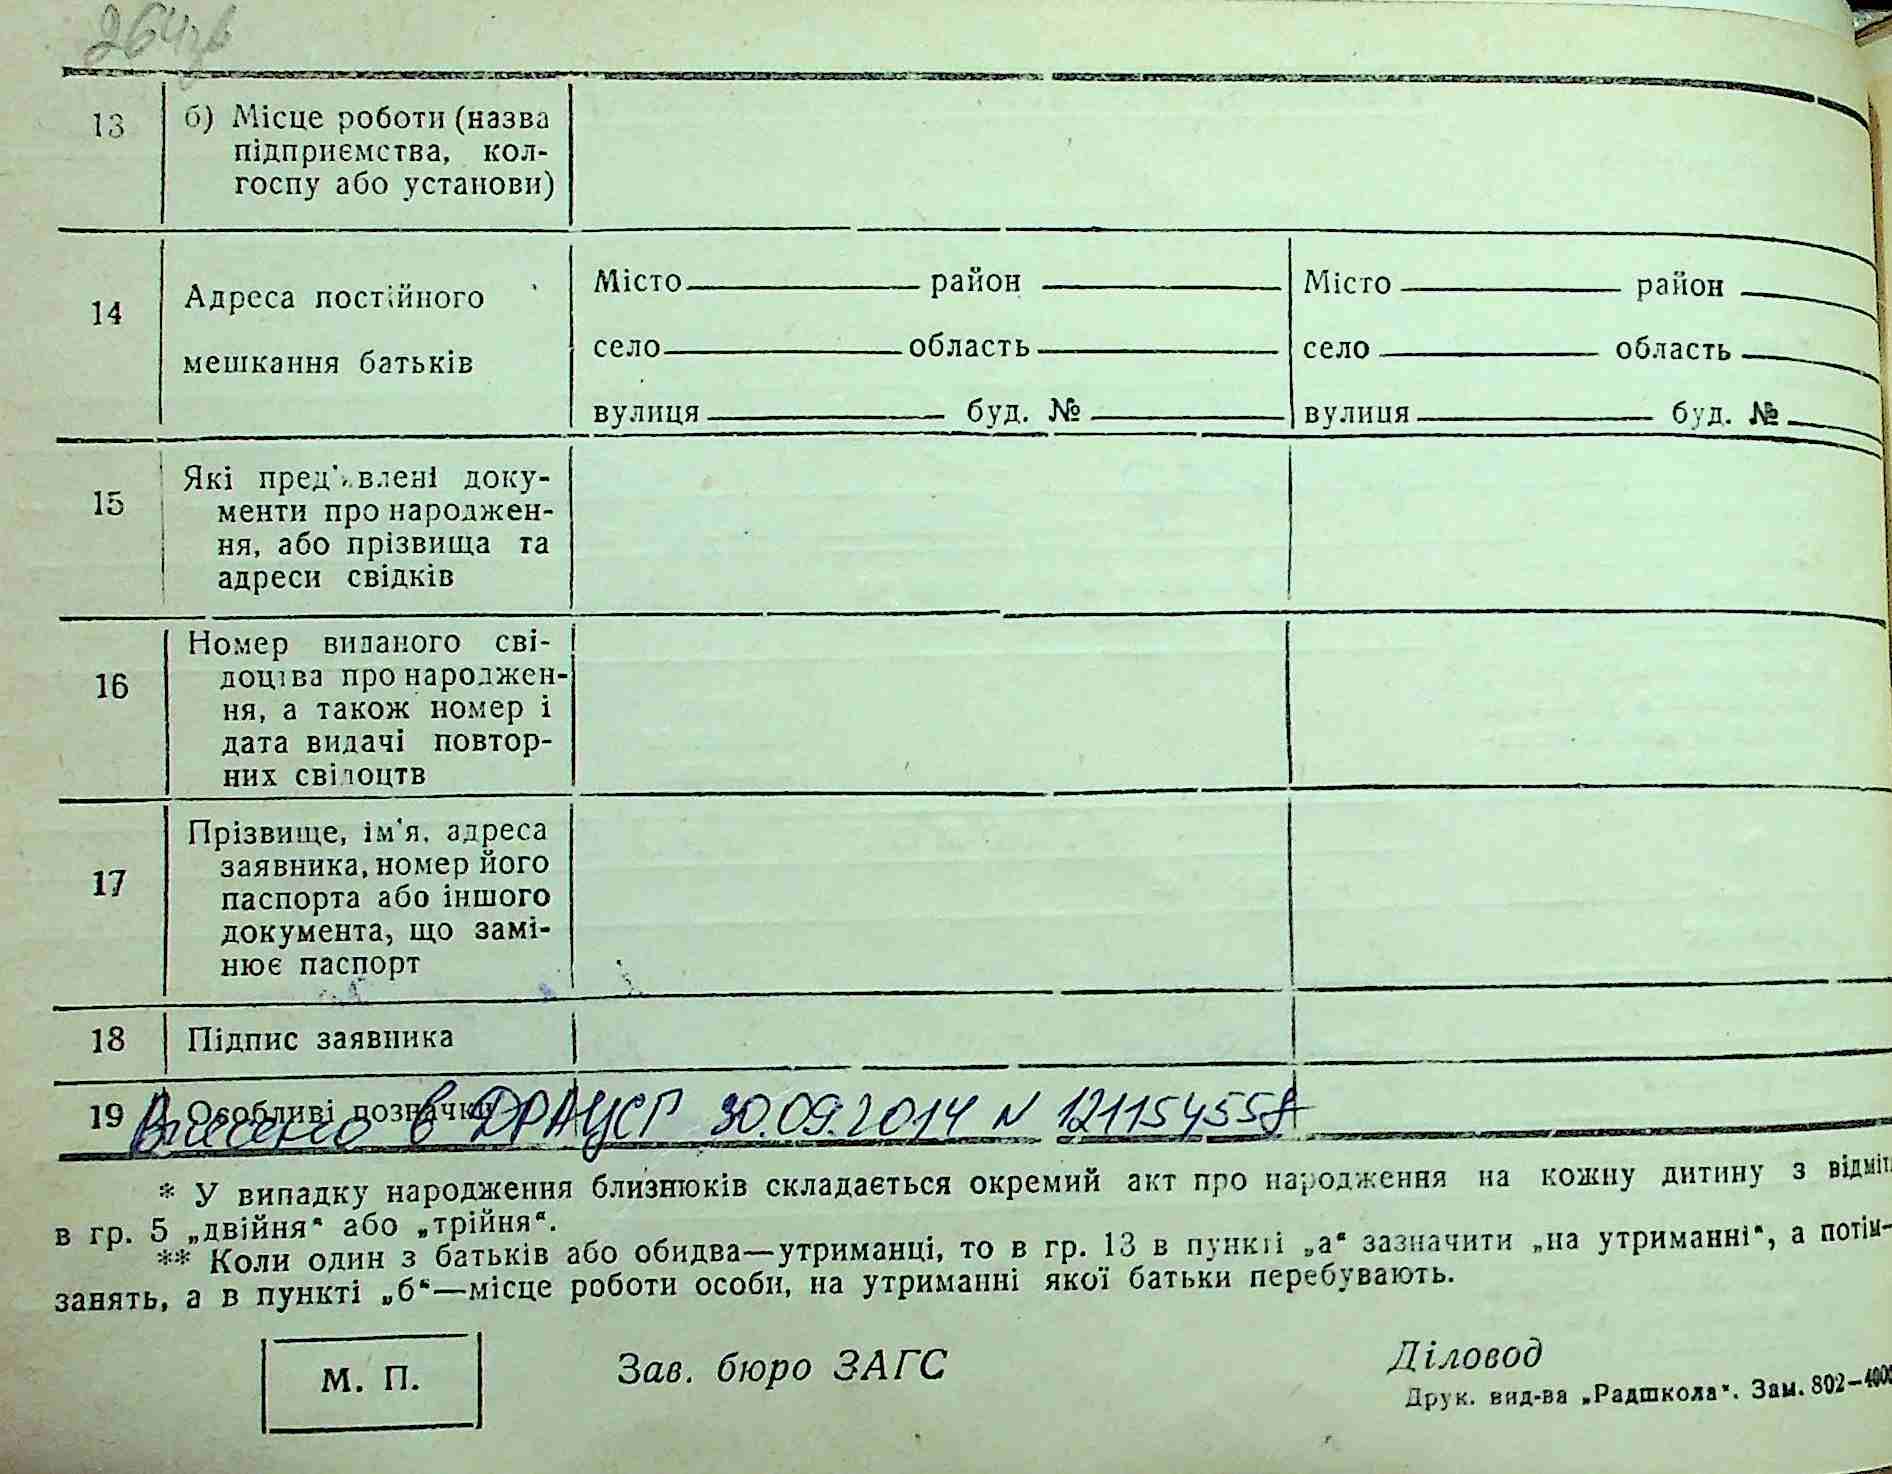 264зв
13 б) Місце роботи (назва
підприємства, кол-
госпу або установи)
14 Адреса постійного
мешкання батьків
Місто район
село область
вулиця буд. №
Місто район
село область
вулиця буд. №
15 Які пред'явлені доку-
менти про народжен-
ня, або прізвища та
адреси свідків
16 Номер виданого сві-
доцтва про народжен-
ня, а також номер і
дата видачі повтор-
них свідоцтв
17 Прізвище, ім'я, адреса
заявника, номер його
паспорта або іншого
документа, що замі-
нює паспорт
18 Підпис заявника
19 Особливі позначки
Внесено в ДРАЦСГ 30.09.2014 N 121154558
* У випадку народження близнюків складається окремий акт про народження на кожну дитину з відміт
в гр. 5 „двійня“ або „трійня“.
** Коли один з батьків або обидва—утриманці, то в гр. 13 в пункті „а“ зазначити „на утриманні“, а потім—
занять, а в пункті „б“—місце роботи особи, на утриманні якої батьки перебувають.
М. П.
Зав. бюро ЗАГС
Діловод
Друк. вид-ва „Радшкола“. Зам. 802—4000